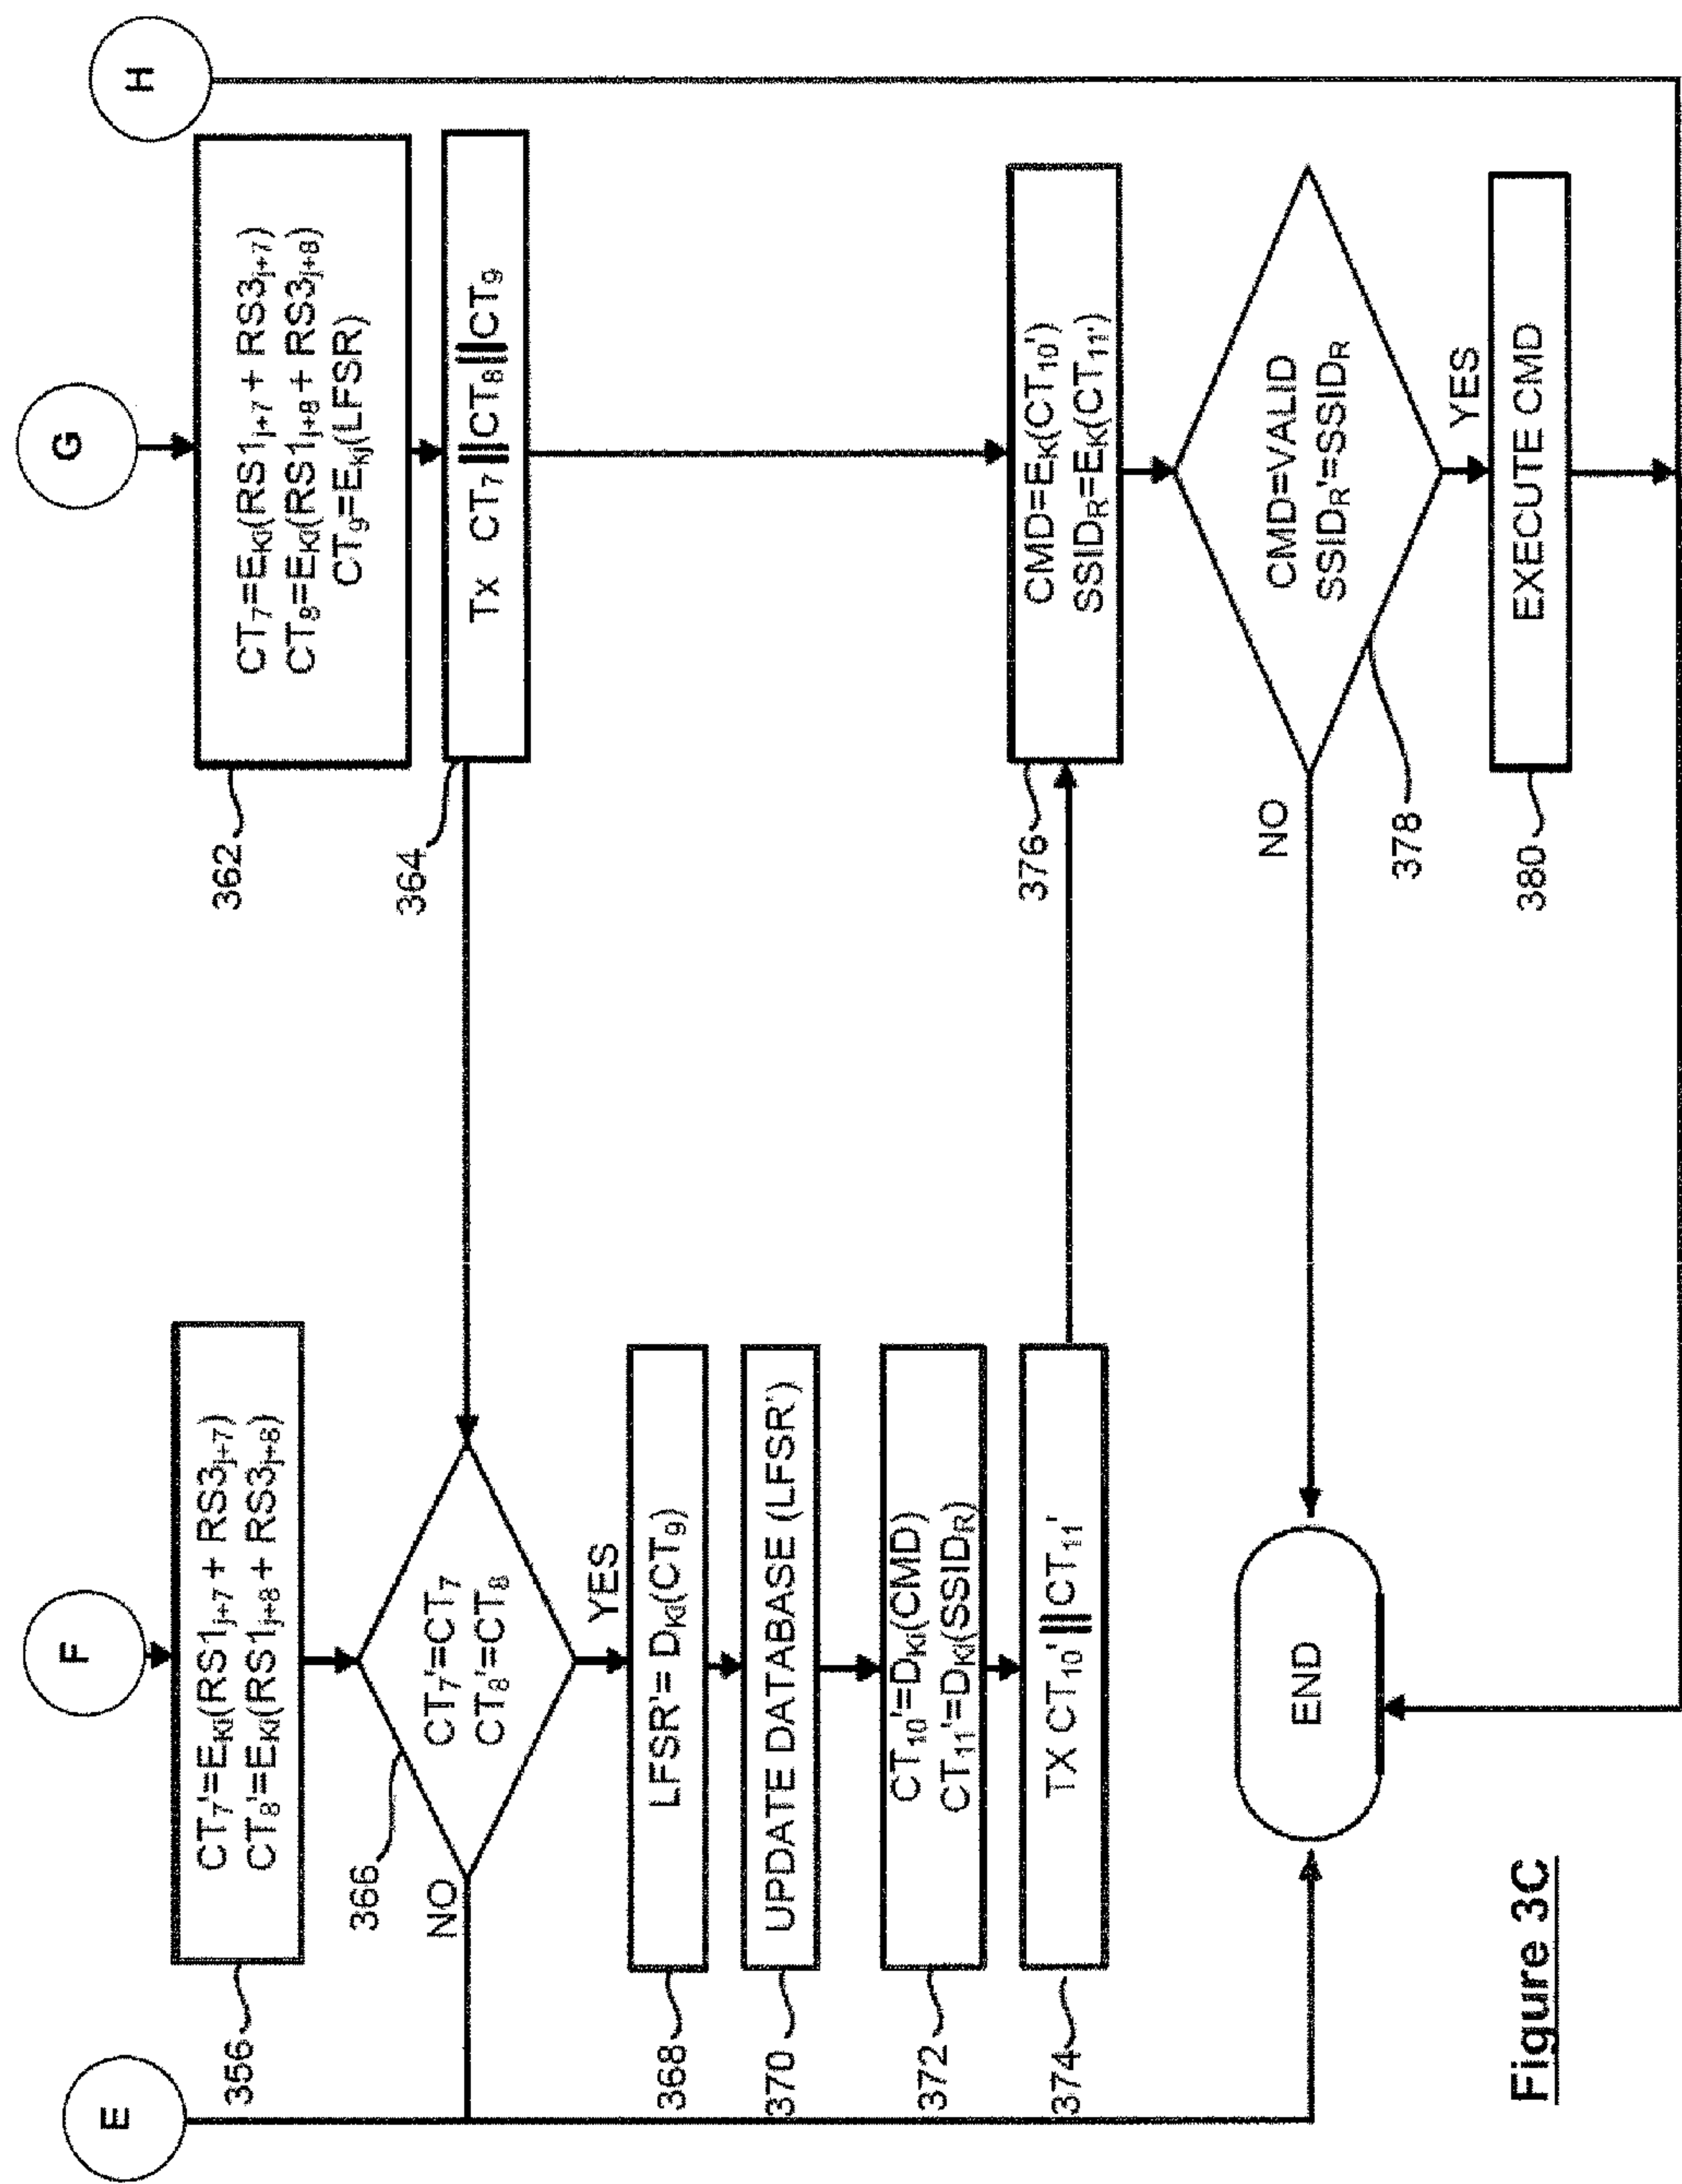 E
F
G
H
356
CT7'=EKi(RS1j+7 + RS3j+7)
CT8'=EKi(RS1j+8 + RS3j+8)
362
CT7=EKi(RS1j+7 + RS3j+7)
CT8=EKi(RS1j+8 + RS3j+8)
CT9=EKj(LFSR)
364
Tx CT7||CT8||CT9
366
CT7'=CT7
CT8'=CT8
NO
YES
368
LFSR'= DKi(CT9)
370
UPDATE DATABASE (LFSR')
372
CT10'=DKi(CMD)
CT11'=DKi(SSIDR)
374
TX CT10'||CT11'
376
CMD=EK(CT10')
SSIDR=EK(CT11')
CMD=VALID
SSIDR'=SSIDR
NO
378
YES
380
EXECUTE CMD
END
Figure 3C